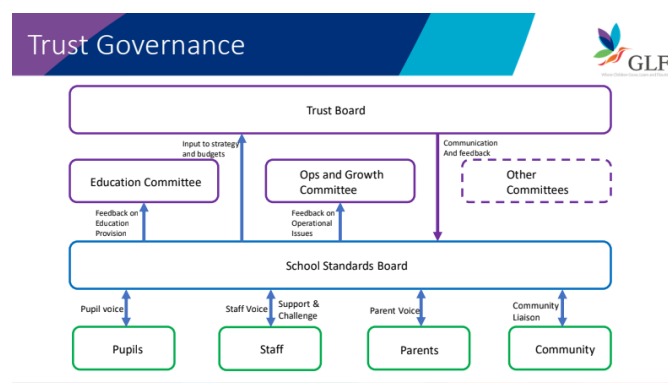 Trust Governance
GLF
Trust Board
Input to strategy
and budgets
Communication
And feedback
Education Committee
Ops and Growth
Committee
Other
Committees
Feedback on
Education
Provision
Feedback on
Operational
Issues
School Standards Board
Pupil voice
Staff Voice
Support &
Challenge
Parent Voice
Community
Liaison
Pupils
Staff
Parents
Community